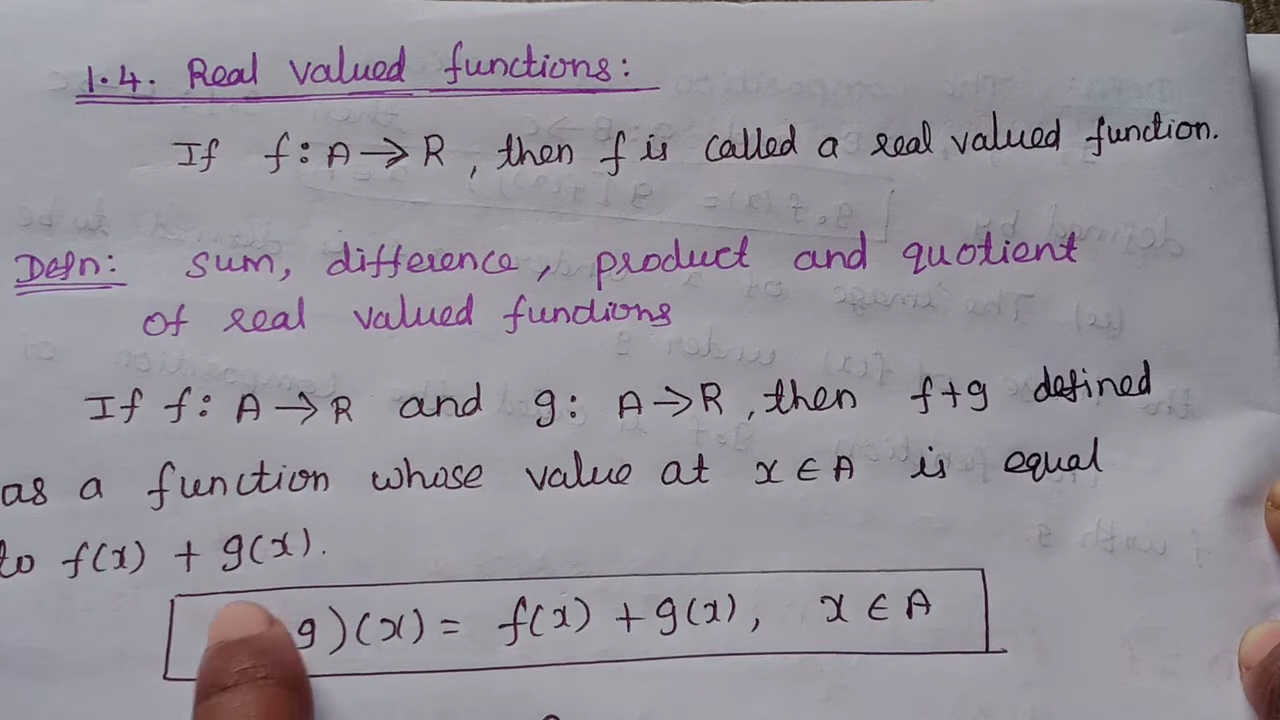 1.4. Real valued functions:
If f: A→R, then f is called a real valued function.
Defn: sum, difference, product and quotient
of real valued functions
If f: A→R and g: A→R, then f+g defined
as a function whose value at x∈A is equal
to f(x) + g(x).
g)(x) = f(x) + g(x), x∈A